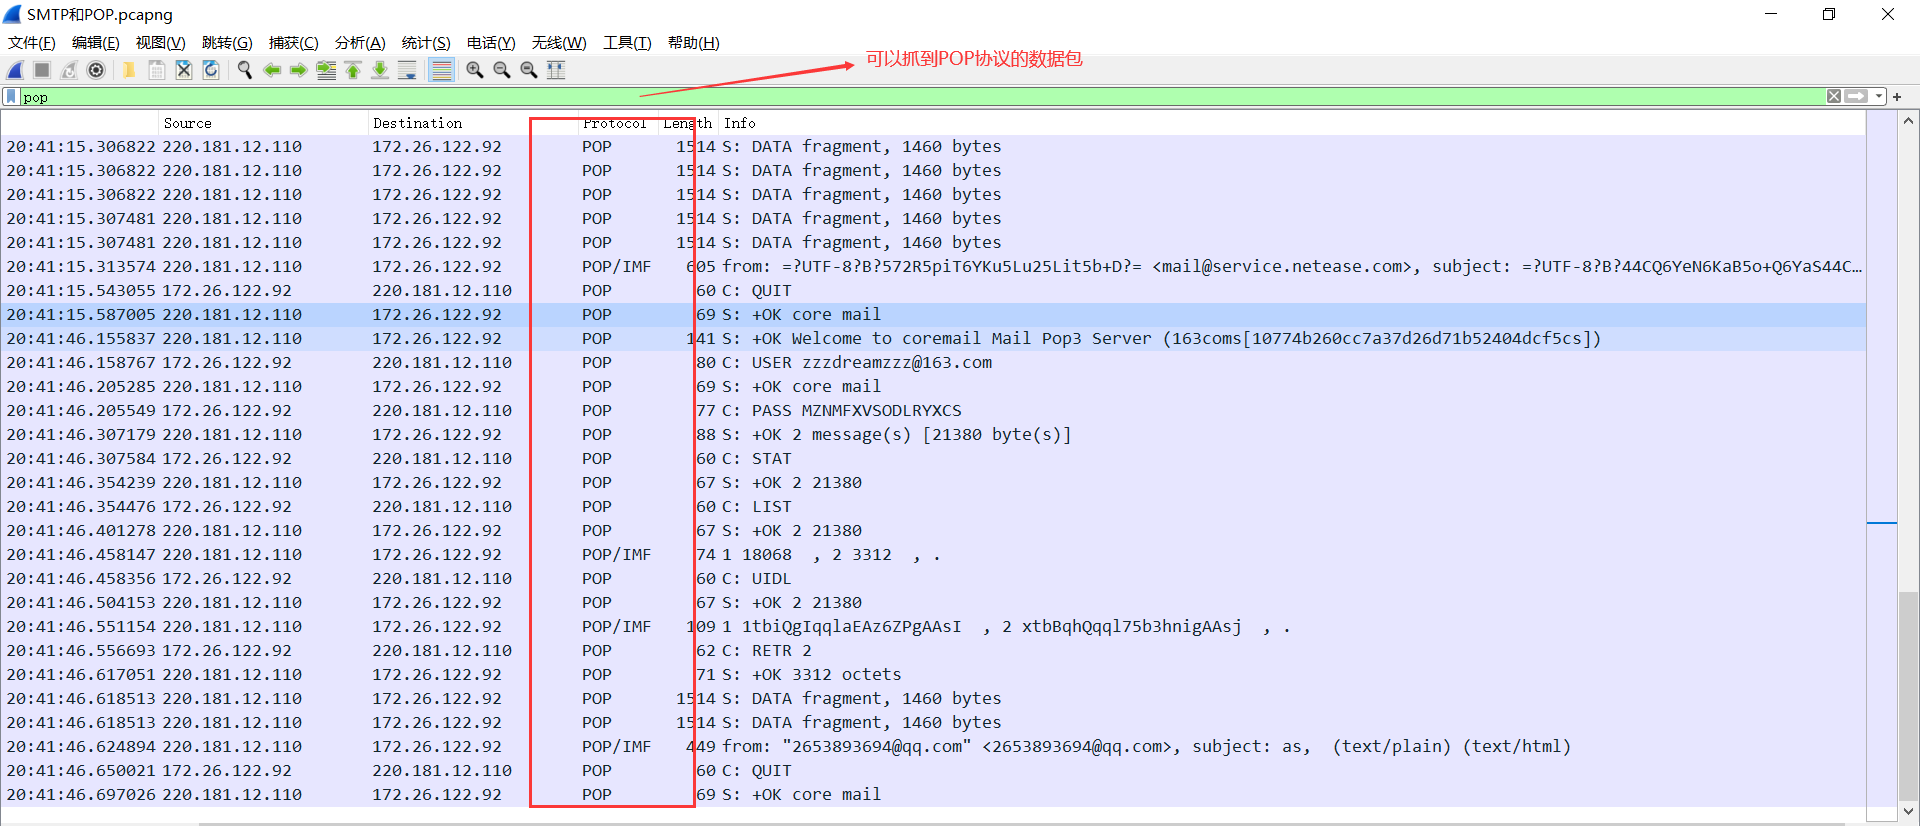 SMTP和POP.pcapng
文件(F) 编辑(E) 视图(V) 跳转(G) 捕获(C) 分析(A) 统计(S) 电话(Y) 无线(W) 工具(T) 帮助(H)
可以抓到POP协议的数据包
pop
Source Destination Protocol Length Info
20:41:15.306822 220.181.12.110 172.26.122.92 POP 1514 S: DATA fragment, 1460 bytes
20:41:15.306822 220.181.12.110 172.26.122.92 POP 1514 S: DATA fragment, 1460 bytes
20:41:15.306822 220.181.12.110 172.26.122.92 POP 1514 S: DATA fragment, 1460 bytes
20:41:15.307481 220.181.12.110 172.26.122.92 POP 1514 S: DATA fragment, 1460 bytes
20:41:15.307481 220.181.12.110 172.26.122.92 POP 1514 S: DATA fragment, 1460 bytes
20:41:15.313574 220.181.12.110 172.26.122.92 POP/IMF 605 from: =?UTF-8?B?572R5piT6YKu5Lu25Lit5b+D?= <mail@service.netease.com>, subject: =?UTF-8?B?44CQ6YeN6KaB5o+Q6YaS44C...
20:41:15.543055 172.26.122.92 220.181.12.110 POP 60 C: QUIT
20:41:15.587005 220.181.12.110 172.26.122.92 POP 69 S: +OK core mail
20:41:46.155837 220.181.12.110 172.26.122.92 POP 141 S: +OK Welcome to coremail Mail Pop3 Server (163coms[10774b260cc7a37d26d71b52404dcf5cs])
20:41:46.158767 172.26.122.92 220.181.12.110 POP 80 C: USER zzzdreamzzz@163.com
20:41:46.205285 220.181.12.110 172.26.122.92 POP 69 S: +OK core mail
20:41:46.205549 172.26.122.92 220.181.12.110 POP 77 C: PASS MZNMFXVSODLRYXCS
20:41:46.307179 220.181.12.110 172.26.122.92 POP 88 S: +OK 2 message(s) [21380 byte(s)]
20:41:46.307584 172.26.122.92 220.181.12.110 POP 60 C: STAT
20:41:46.354239 220.181.12.110 172.26.122.92 POP 67 S: +OK 2 21380
20:41:46.354476 172.26.122.92 220.181.12.110 POP 60 C: LIST
20:41:46.401278 220.181.12.110 172.26.122.92 POP 67 S: +OK 2 21380
20:41:46.458147 220.181.12.110 172.26.122.92 POP/IMF 74 1 18068 , 2 3312 , .
20:41:46.458356 172.26.122.92 220.181.12.110 POP 60 C: UIDL
20:41:46.504153 220.181.12.110 172.26.122.92 POP 67 S: +OK 2 21380
20:41:46.551154 220.181.12.110 172.26.122.92 POP/IMF 109 1 1tbiQgIqqlaEAz6ZPgAAsI , 2 xtbBqhQqql75b3hnigAAsj , .
20:41:46.556693 172.26.122.92 220.181.12.110 POP 62 C: RETR 2
20:41:46.617051 220.181.12.110 172.26.122.92 POP 71 S: +OK 3312 octets
20:41:46.618513 220.181.12.110 172.26.122.92 POP 1514 S: DATA fragment, 1460 bytes
20:41:46.618513 220.181.12.110 172.26.122.92 POP 1514 S: DATA fragment, 1460 bytes
20:41:46.624894 220.181.12.110 172.26.122.92 POP/IMF 449 from: "2653893694@qq.com" <2653893694@qq.com>, subject: as, (text/plain) (text/html)
20:41:46.650021 172.26.122.92 220.181.12.110 POP 60 C: QUIT
20:41:46.697026 220.181.12.110 172.26.122.92 POP 69 S: +OK core mail